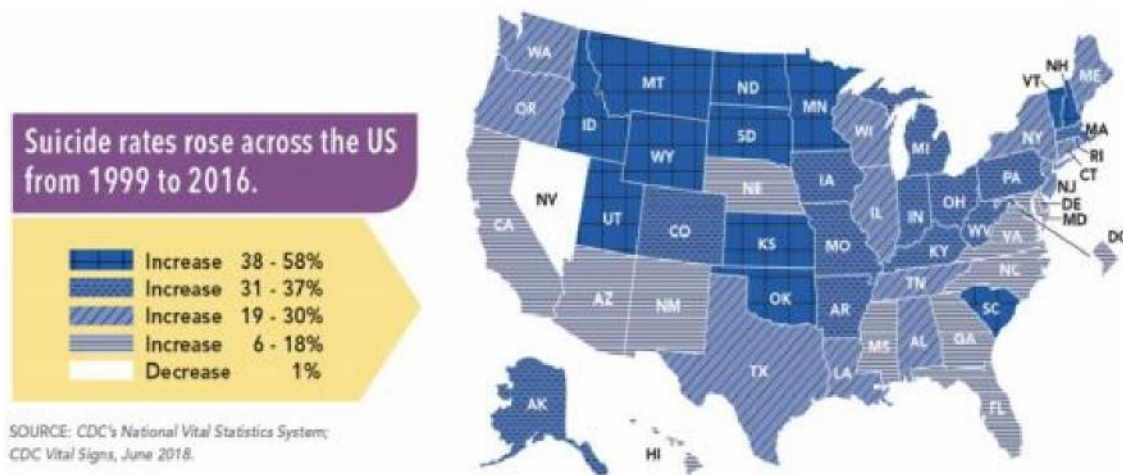 Suicide rates rose across the US
from 1999 to 2016.
Increase 38 - 58%
Increase 31 - 37%
Increase 19 - 30%
Increase 6 - 18%
Decrease 1%
SOURCE: CDC's National Vital Statistics System;
CDC Vital Signs, June 2018.
WA
MT
ND
MN
VT
NH
ME
OR
ID
WY
SD
WI
MI
NY
MA
RI
CT
NV
UT
CO
NE
IA
IL
IN
OH
PA
NJ
DE
MD
DC
CA
KS
MO
KY
WV
VA
AZ
NM
OK
AR
TN
NC
SC
TX
LA
MS
AL
GA
FL
AK
HI